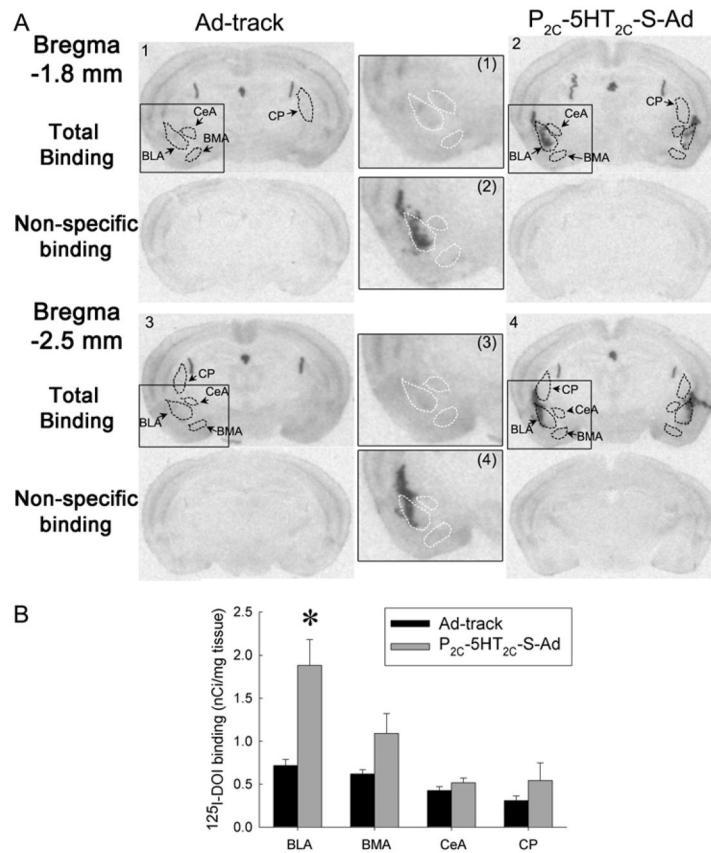 A
Ad-track
P2C-5HT2C-S-Ad
Bregma
-1.8 mm
1
CP
CeA
BMA
BLA
(1)
2
CP
CeA
BLA
BMA
Total
Binding
(2)
Non-specific
binding
Bregma
-2.5 mm
3
CP
CeA
BLA
BMA
(3)
4
CP
CeA
BLA
BMA
Total
Binding
(4)
Non-specific
binding
B
125I-DOI binding (nCi/mg tissue)
2.5
2.0
1.5
1.0
0.5
0.0
*
Ad-track
P2C-5HT2C-S-Ad
BLA
BMA
CeA
CP